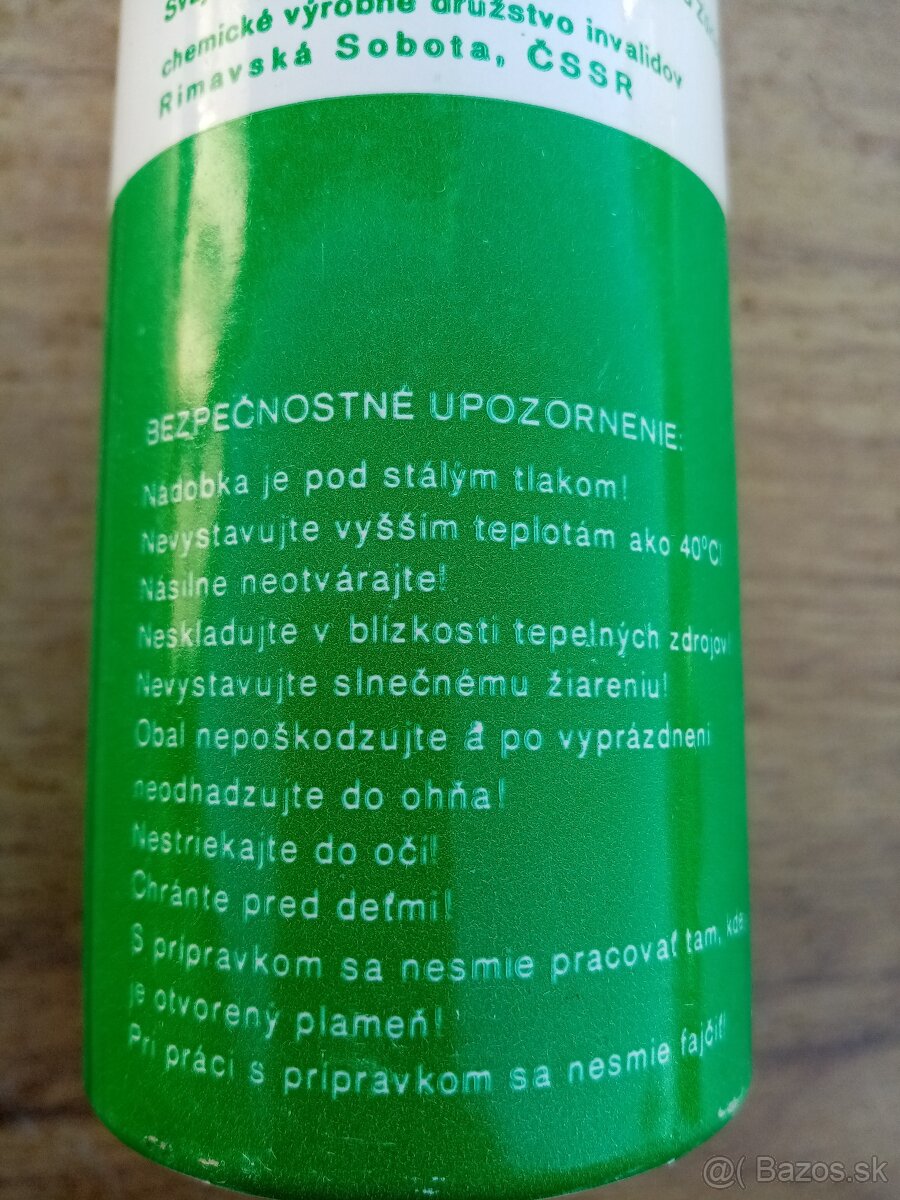 chemické výrobné družstvo invalidov
Rimavská Sobota, ČSSR
BEZPEČNOSTNÉ UPOZORNENIE:
Nádobka je pod stálým tlakom!
Nevystavujte vyšším teplotám ako 40°C!
Násilne neotvárajte!
Neskladujte v blízkosti tepelných zdrojov!
Nevystavujte slnečnému žiareniu!
Obal nepoškodzujte a po vyprázdnení
neodhadzujte do ohňa!
Nestriekajte do očí!
Chráňte pred deťmi!
S prípravkom sa nesmie pracovať tam, kde
je otvorený plameň!
Pri práci s prípravkom sa nesmie fajčiť!
@( Bazos.sk